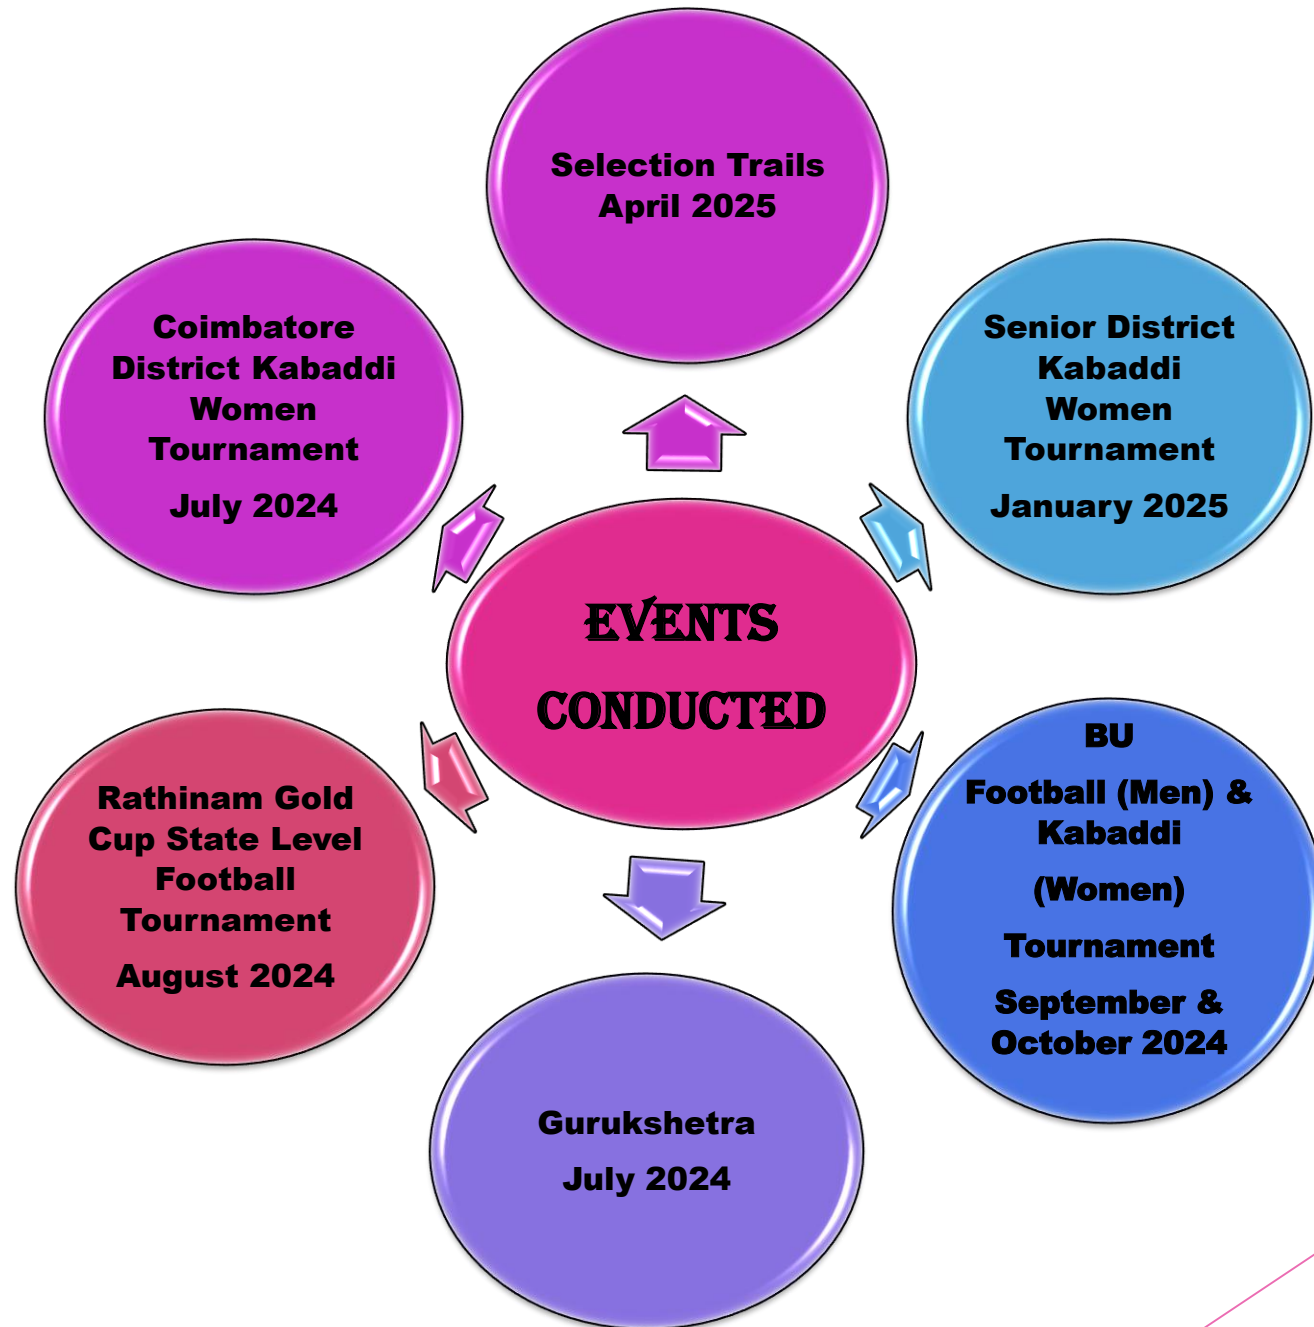 Selection Trails
April 2025
Coimbatore
District Kabaddi
Women
Tournament
July 2024
Senior District
Kabaddi
Women
Tournament
January 2025
EVENTS
CONDUCTED
Rathinam Gold
Cup State Level
Football
Tournament
August 2024
BU
Football (Men) &
Kabaddi
(Women)
Tournament
September &
October 2024
Gurukshetra
July 2024